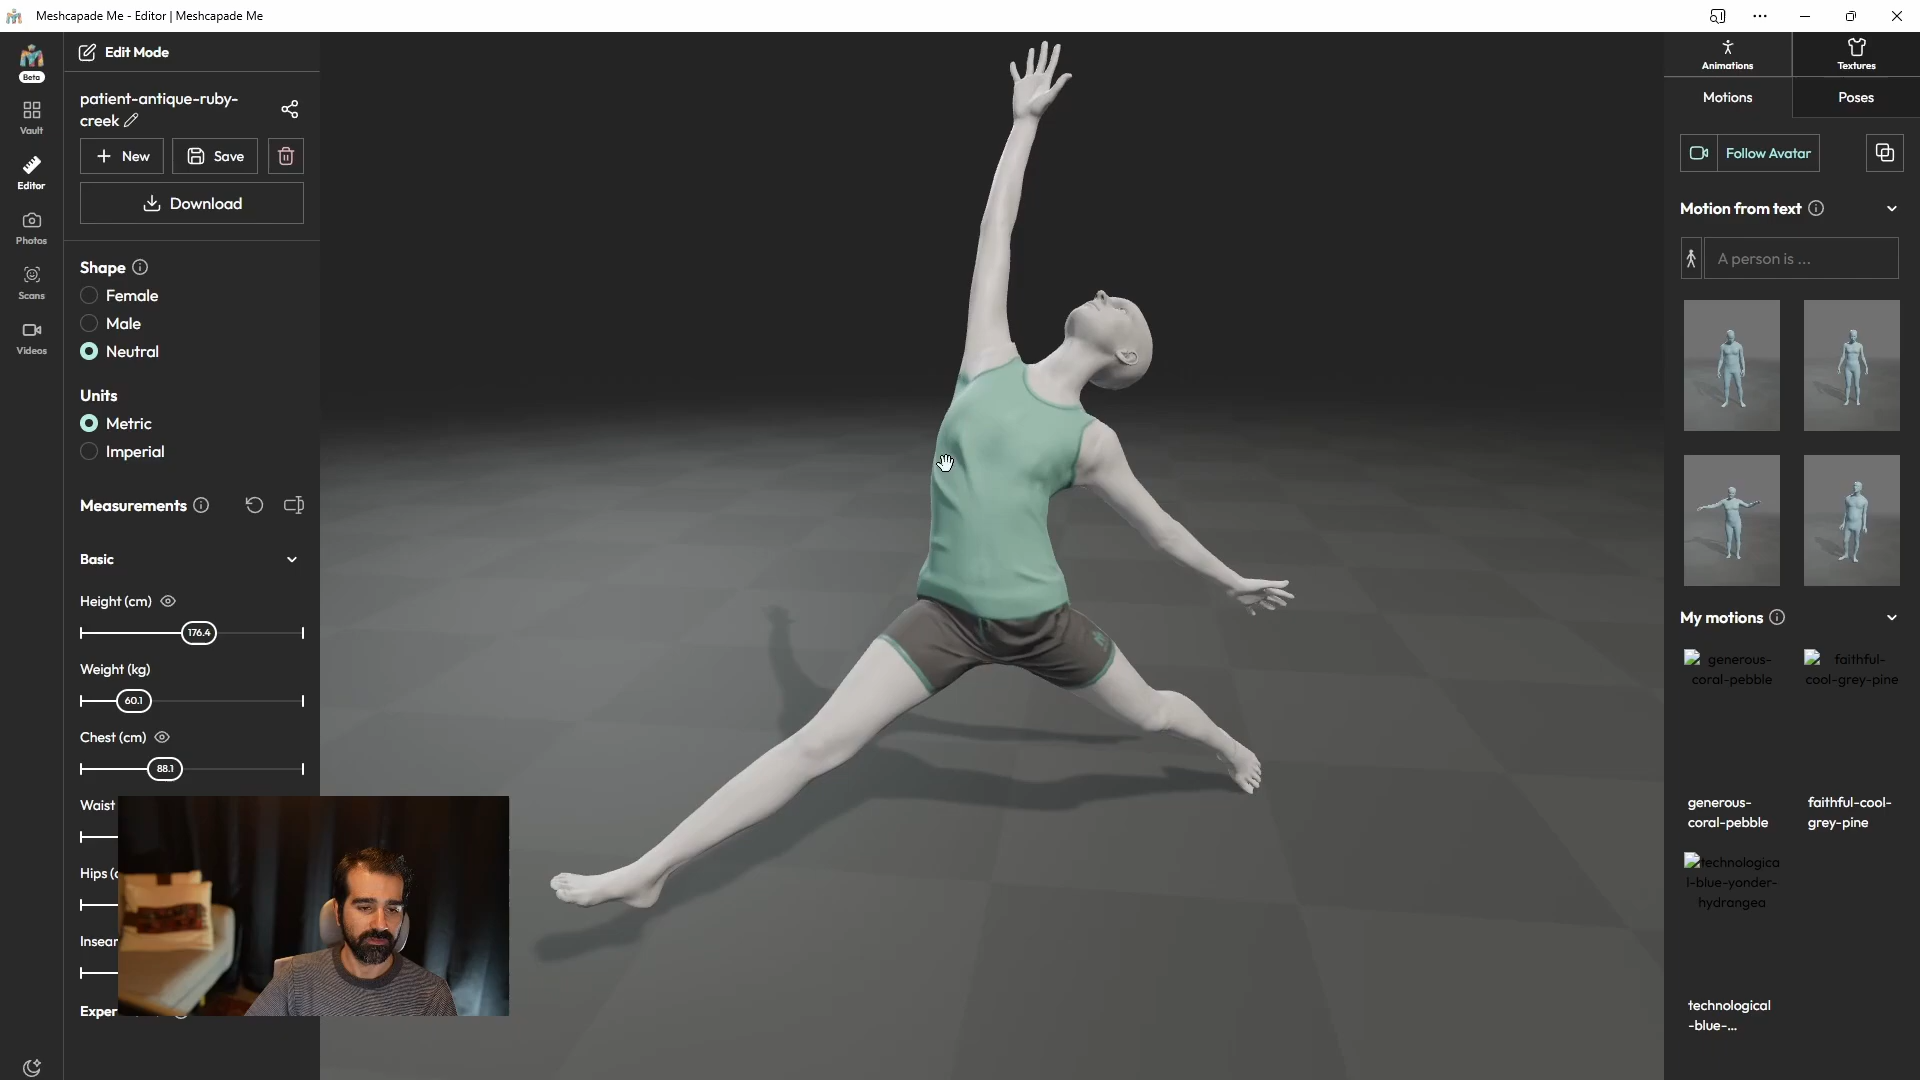 Meshcapade Me - Editor | Meshcapade Me
Beta
Vault
Editor
Photos
Scans
Videos
Edit Mode
patient-antique-ruby-
creek
New
Save
Download
Shape
Female
Male
Neutral
Units
Metric
Imperial
Measurements
Basic
Height (cm)
176.4
Weight (kg)
60.1
Chest (cm)
88.1
Waist
Hips (c
Insear
Exper
Animations
Textures
Motions
Poses
Follow Avatar
Motion from text
A person is ...
My motions
generous-
coral-pebble
faithful-
cool-grey-pine
generous-
coral-pebble
faithful-cool-
grey-pine
technologica
l-blue-yonder-
hydrangea
technological
-blue-...